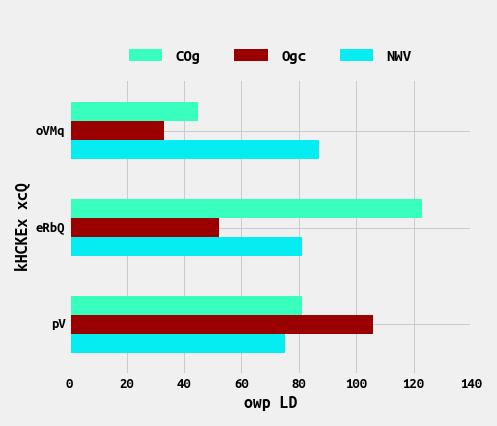 COg Ogc NWV
oVMq
eRbQ
pV
kHCKEx xcQ
0 20 40 60 80 100 120 140
owp LD